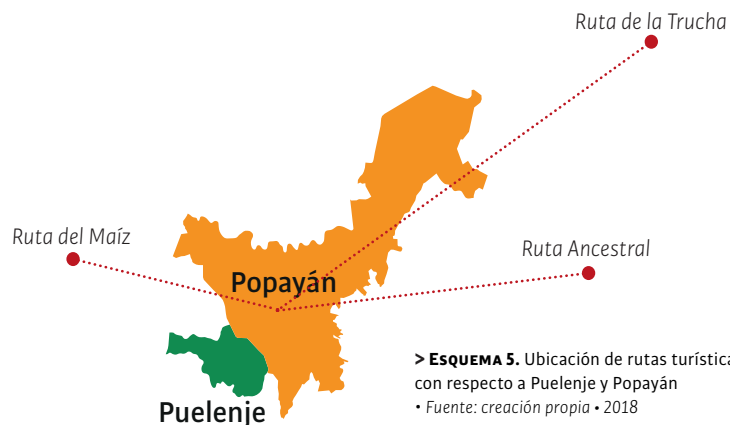 Ruta de la Trucha
Ruta del Maíz
Ruta Ancestral
Popayán
> Esquema 5. Ubicación de rutas turística
con respecto a Puelenje y Popayán
• Fuente: creación propia • 2018
Puelenje